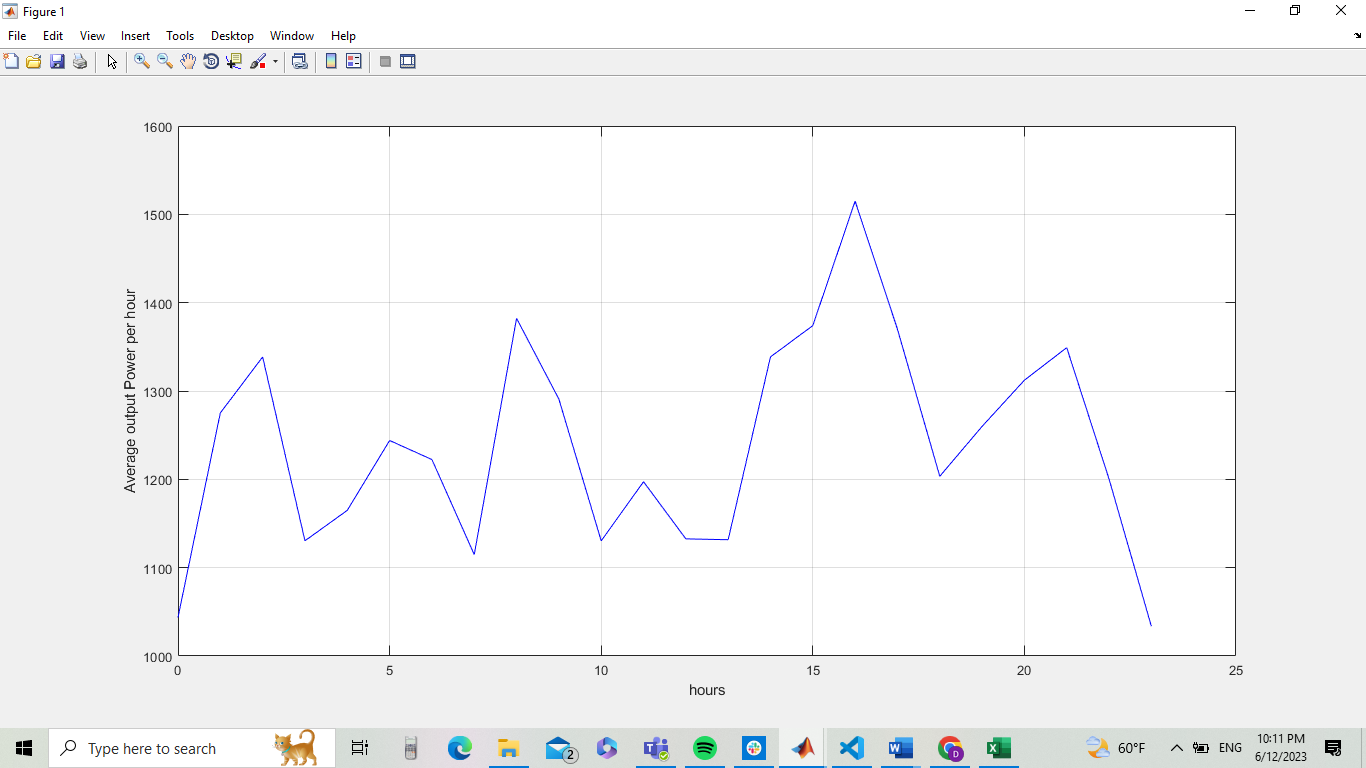 Figure 1
File Edit View Insert Tools Desktop Window Help
1600
1500
1400
1300
1200
1100
1000
Average output Power per hour
0 5 10 15 20 25
hours
Type here to search
2
D
60°F
ENG
10:11 PM
6/12/2023